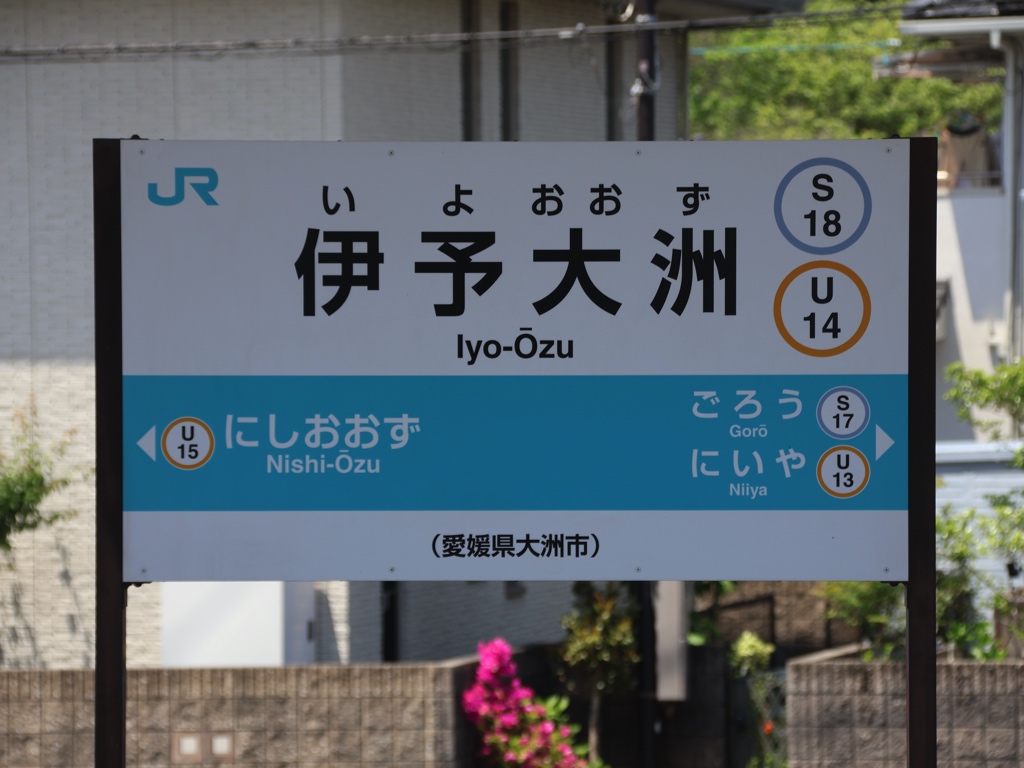 JR
い よ おお ず
伊予大洲
Iyo-Ōzu
S
18
U
14
U
15
にしおおず
Nishi-Ōzu
ごろう
Gorō
S
17
にいや
Niiya
U
13
（愛媛県大洲市）